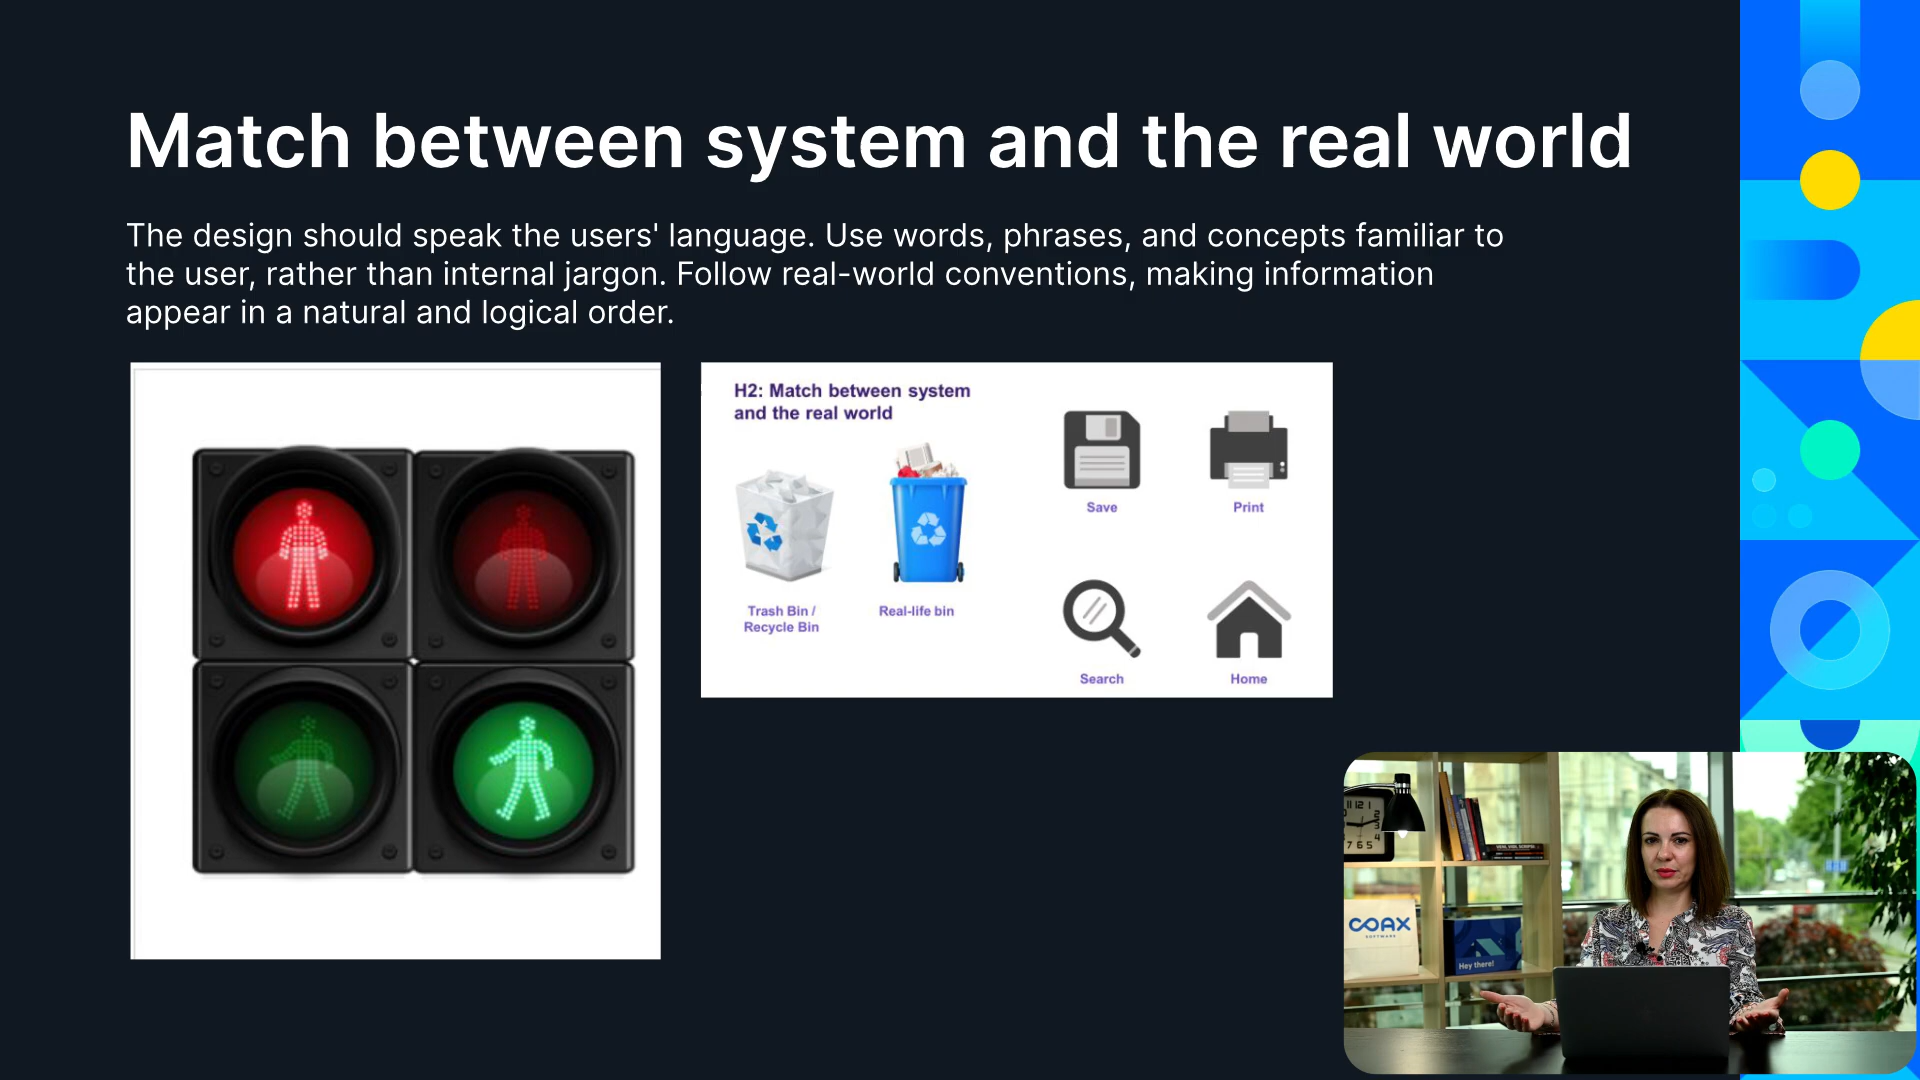 Match between system and the real world
The design should speak the users' language. Use words, phrases, and concepts familiar to
the user, rather than internal jargon. Follow real-world conventions, making information
appear in a natural and logical order.
H2: Match between system
and the real world
Trash Bin /
Recycle Bin
Real-life bin
Save
Print
Search
Home
COAX
SOFTWARE
Hey there!